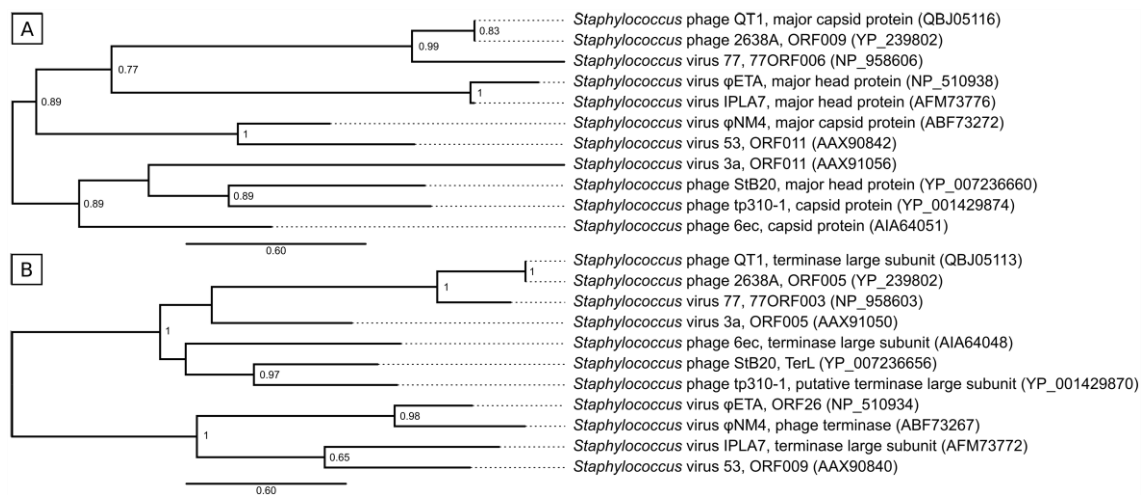 A
Staphylococcus phage QT1, major capsid protein (QBJ05116)
0.83
Staphylococcus phage 2638A, ORF009 (YP_239802)
0.99
Staphylococcus virus 77, 77ORF006 (NP_958606)
0.77
Staphylococcus virus φETA, major head protein (NP_510938)
1
Staphylococcus virus IPLA7, major head protein (AFM73776)
0.89
Staphylococcus virus φNM4, major capsid protein (ABF73272)
1
Staphylococcus virus 53, ORF011 (AAX90842)
Staphylococcus virus 3a, ORF011 (AAX91056)
Staphylococcus phage StB20, major head protein (YP_007236660)
0.89
Staphylococcus phage tp310-1, capsid protein (YP_001429874)
0.89
Staphylococcus phage 6ec, capsid protein (AIA64051)
0.60
B
Staphylococcus phage QT1, terminase large subunit (QBJ05113)
1
Staphylococcus phage 2638A, ORF005 (YP_239802)
1
Staphylococcus virus 77, 77ORF003 (NP_958603)
Staphylococcus virus 3a, ORF005 (AAX91050)
1
Staphylococcus phage 6ec, terminase large subunit (AIA64048)
Staphylococcus phage StB20, TerL (YP_007236656)
0.97
Staphylococcus phage tp310-1, putative terminase large subunit (YP_001429870)
Staphylococcus virus φETA, ORF26 (NP_510934)
0.98
Staphylococcus virus φNM4, phage terminase (ABF73267)
1
Staphylococcus virus IPLA7, terminase large subunit (AFM73772)
0.65
Staphylococcus virus 53, ORF009 (AAX90840)
0.60